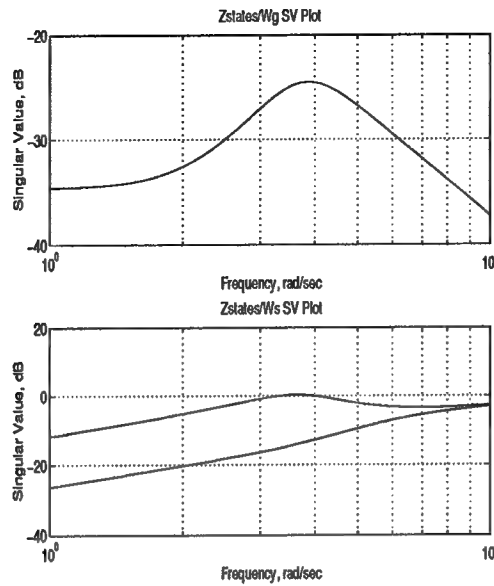 Zstates/Wg SV Plot
-20
-30
-40
Singular Value, dB
10^0
10
Frequency, rad/sec
Zstates/Ws SV Plot
20
0
-20
-40
Singular Value, dB
10^0
10
Frequency, rad/sec